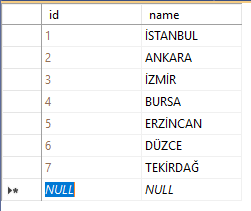 id name
1 İSTANBUL
2 ANKARA
3 İZMİR
4 BURSA
5 ERZİNCAN
6 DÜZCE
7 TEKİRDAĞ
NULL NULL